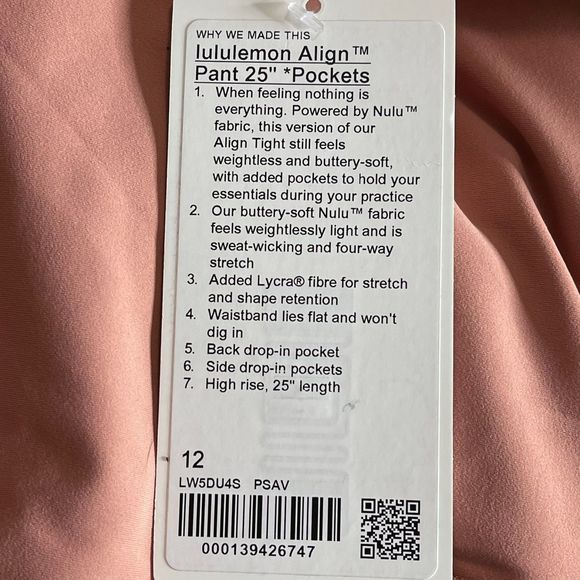 WHY WE MADE THIS
lululemon Align™
Pant 25" *Pockets
1. When feeling nothing is
everything. Powered by Nulu™
fabric, this version of our
Align Tight still feels
weightless and buttery-soft,
with added pockets to hold your
essentials during your practice
2. Our buttery-soft Nulu™ fabric
feels weightlessly light and is
sweat-wicking and four-way
stretch
3. Added Lycra® fibre for stretch
and shape retention
4. Waistband lies flat and won't
dig in
5. Back drop-in pocket
6. Side drop-in pockets
7. High rise, 25" length
12
LW5DU4S PSAV
000139426747